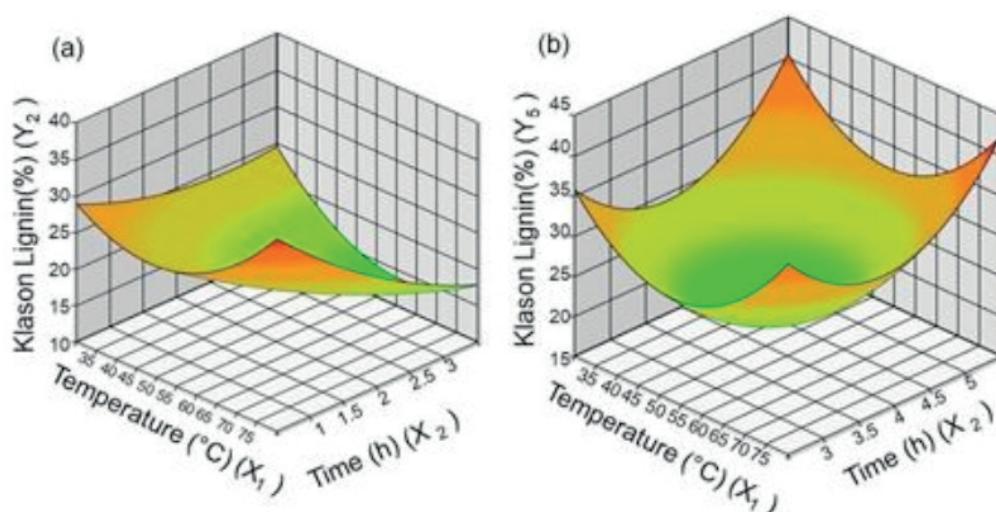 (a)
Klason Lignin(%) (Y2)
40
35
30
25
20
15
10
35 40 45 50 55 60 65 70 75
Temperature (°C) (X1)
1 1.5 2 2.5 3
Time (h) (X2)
(b)
Klason Lignin(%) (Y5)
45
40
35
30
25
20
15
35 40 45 50 55 60 65 70 75
Temperature (°C) (X1)
3 3.5 4 4.5 5
Time (h) (X2)